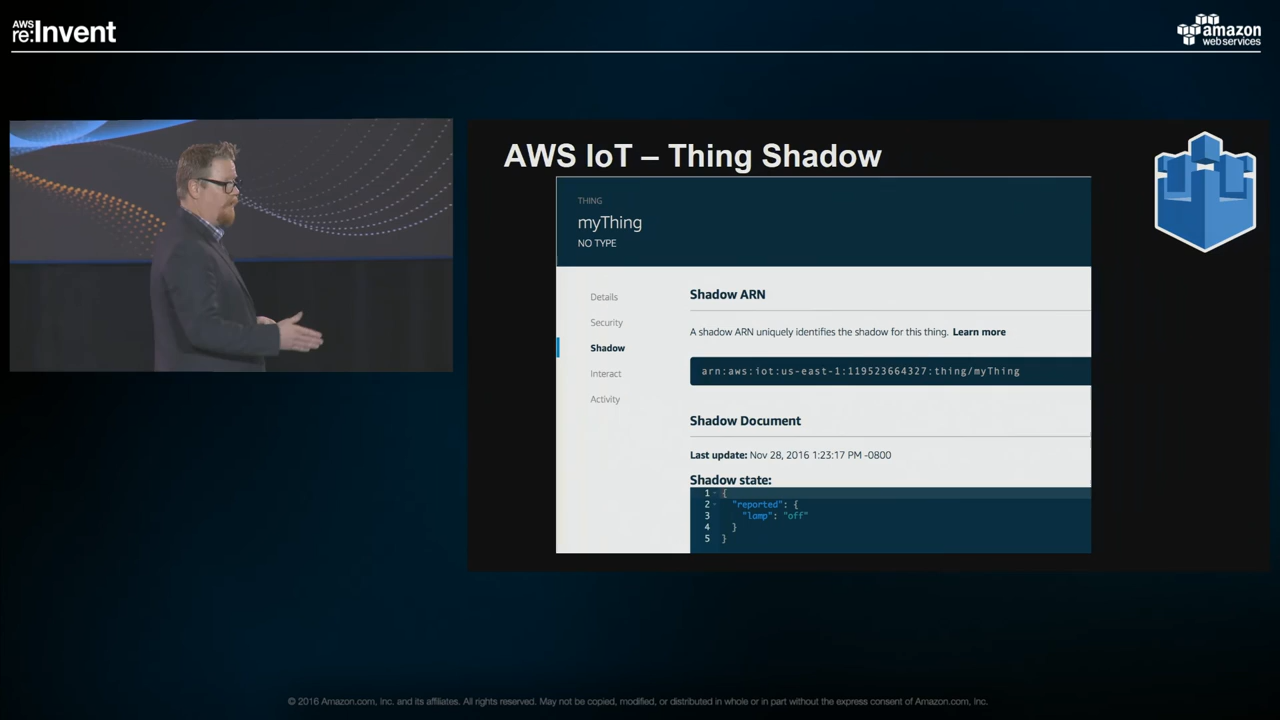 AWS
re:Invent
amazon
webservices
AWS IoT – Thing Shadow
THING
myThing
NO TYPE
Details
Security
Shadow
Interact
Activity
Shadow ARN
A shadow ARN uniquely identifies the shadow for this thing. Learn more
arn:aws:iot:us-east-1:119523664327:thing/myThing
Shadow Document
Last update: Nov 28, 2016 1:23:17 PM -0800
Shadow state:
1 {
2 "reported": {
3 "lamp": "off"
4 }
5 }
© 2016 Amazon.com, Inc. and its affiliates. All rights reserved. May not be copied, modified, or distributed in whole or in part without the express consent of Amazon.com, Inc.